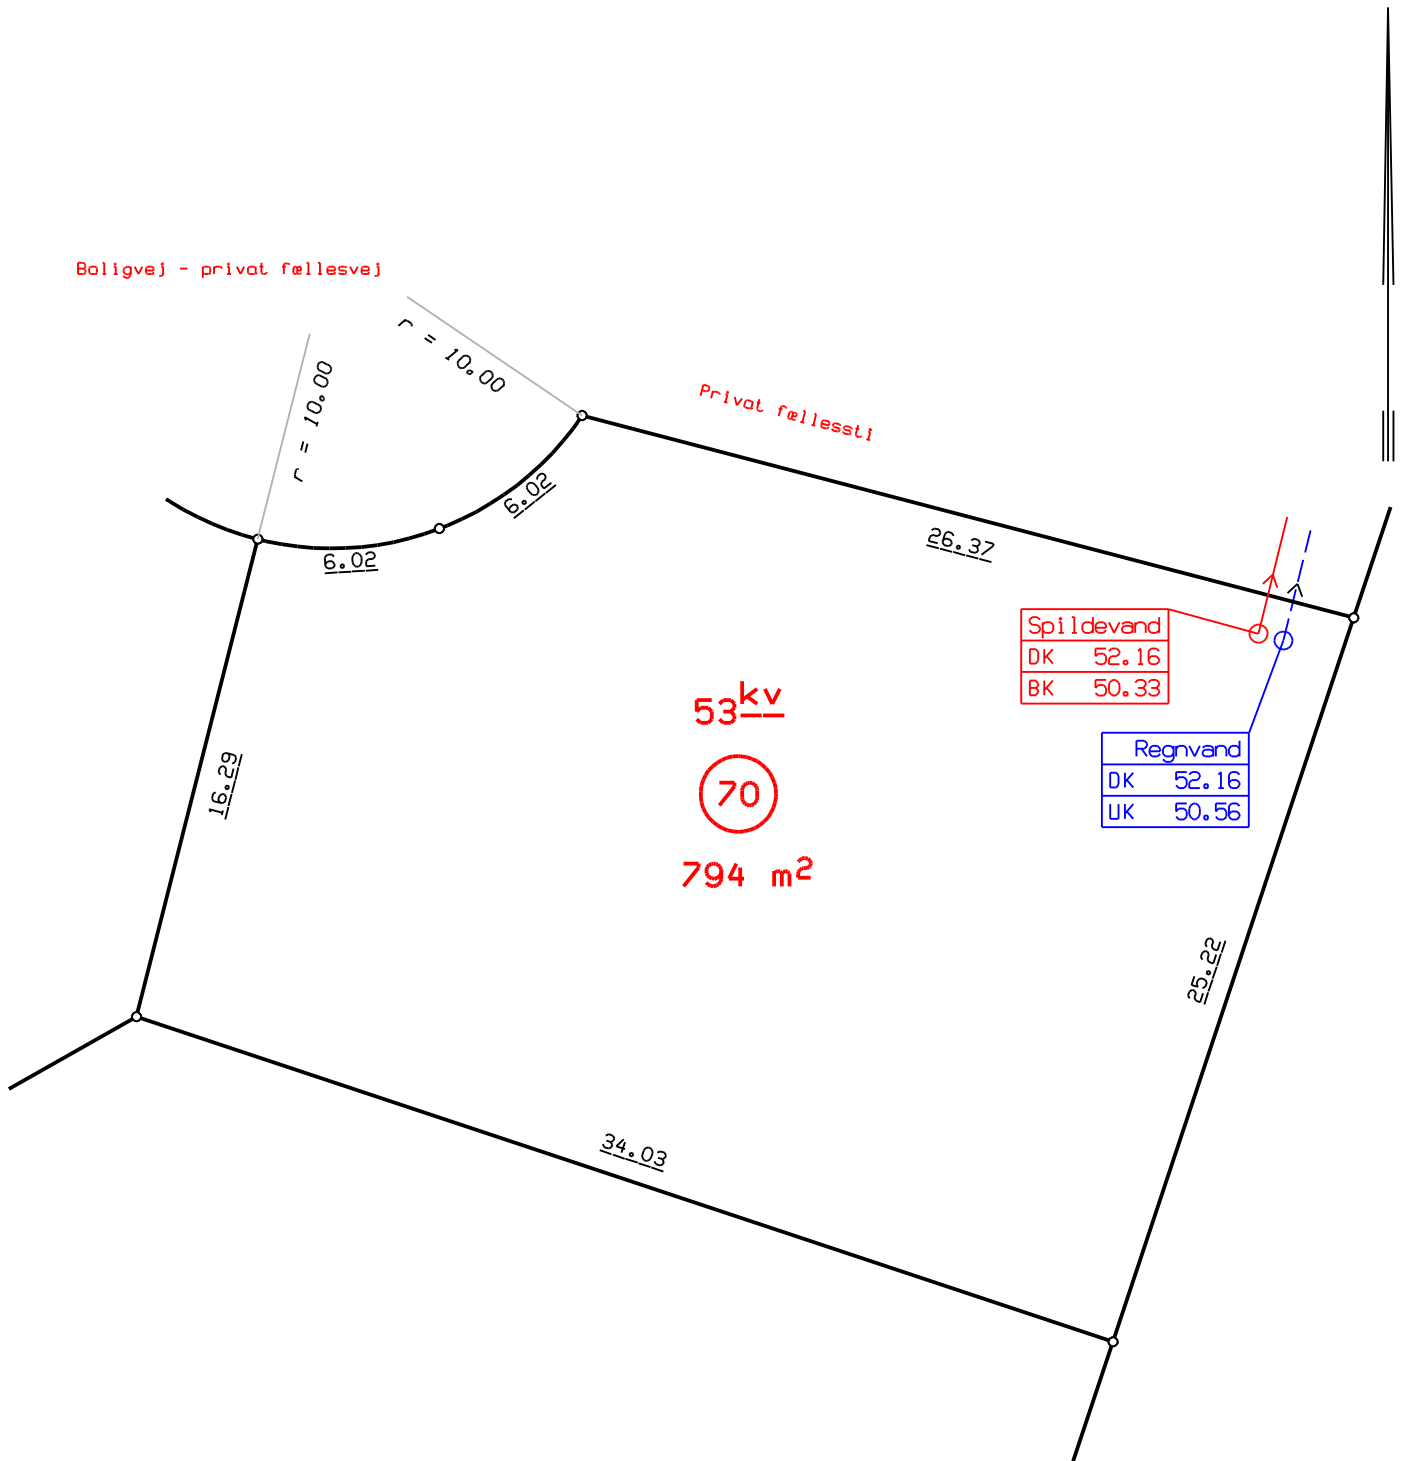 Boligvej - privat fællesvej
r = 10.00
r = 10.00
Privat fællessti
6.02
6.02
26.37
Spildevand
DK 52.16
BK 50.33
53kv
Regnvand
DK 52.16
UK 50.56
16.29
70
794 m²
25.22
34.03